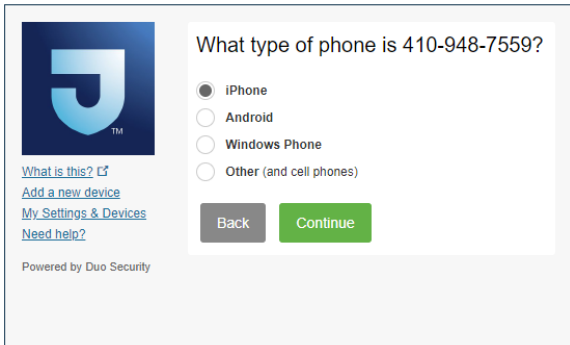 What type of phone is 410-948-7559?
iPhone
Android
Windows Phone
Other (and cell phones)
Back
Continue
J
TM
What is this?
Add a new device
My Settings & Devices
Need help?
Powered by Duo Security